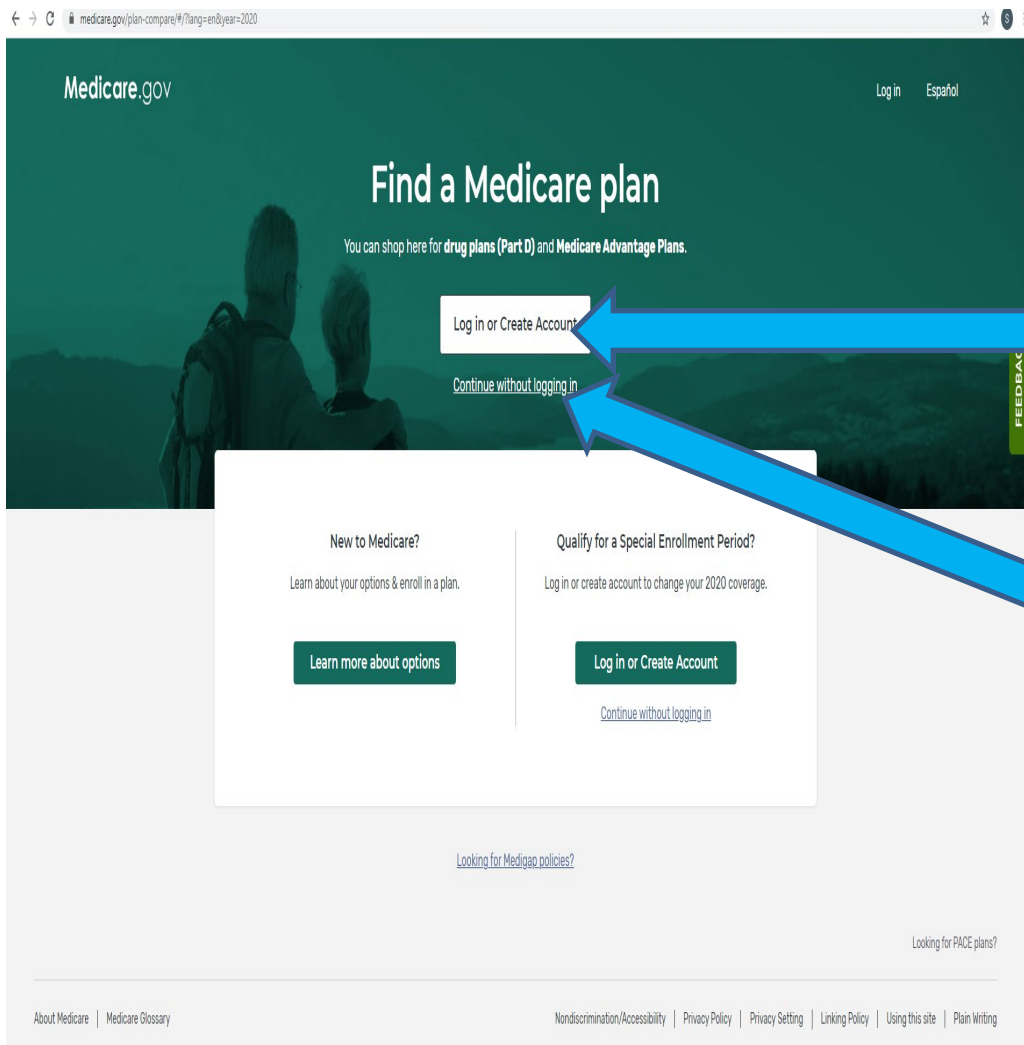 medicare.gov/plan-compare/#/?lang=en&year=2020
S
Medicare.gov
Log in Español
Find a Medicare plan
You can shop here for drug plans (Part D) and Medicare Advantage Plans.
Log in or Create Account
Continue without logging in
New to Medicare?
Learn about your options & enroll in a plan.
Learn more about options
Qualify for a Special Enrollment Period?
Log in or create account to change your 2020 coverage.
Log in or Create Account
Continue without logging in
Looking for Medigap policies?
Looking for PACE plans?
About Medicare | Medicare Glossary
Nondiscrimination/Accessibility | Privacy Policy | Privacy Setting | Linking Policy | Using this site | Plain Writing